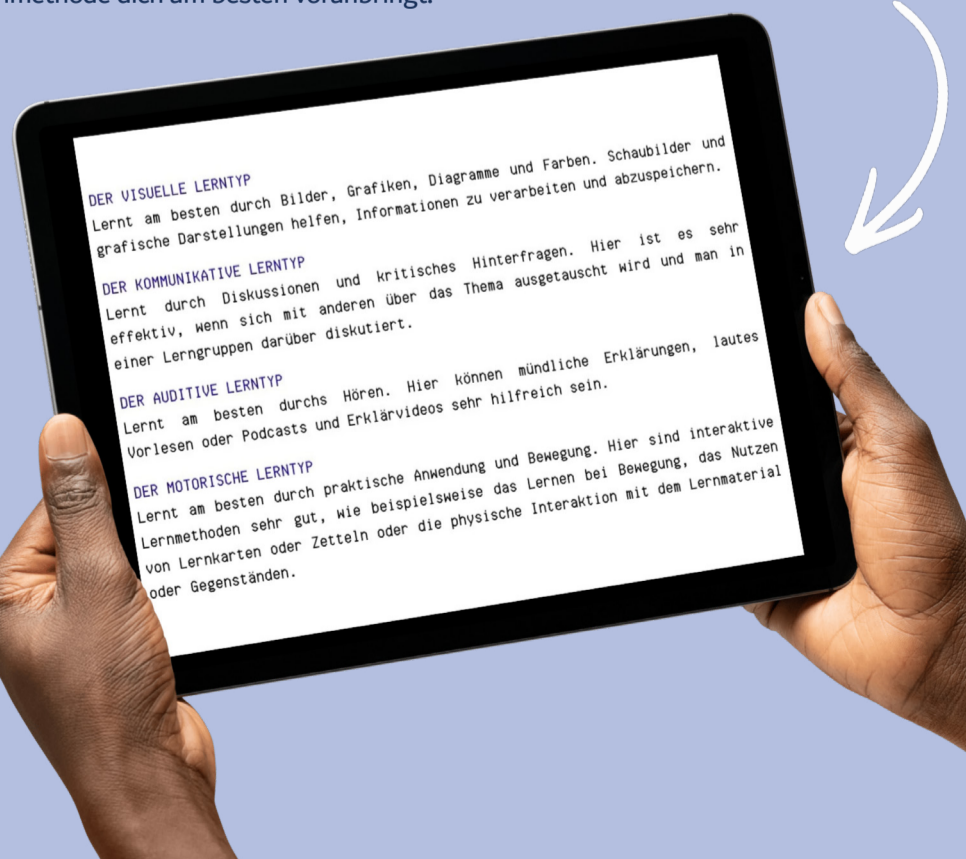 dich am besten voranbringt.
DER VISUELLE LERNTYP
Lernt am besten durch Bilder, Grafiken, Diagramme und Farben. Schaubilder und
grafische Darstellungen helfen, Informationen zu verarbeiten und abzuspeichern.
DER KOMMUNIKATIVE LERNTYP
Lernt durch Diskussionen und kritisches Hinterfragen. Hier ist es sehr
effektiv, wenn sich mit anderen über das Thema ausgetauscht wird und man in
einer Lerngruppen darüber diskutiert.
DER AUDITIVE LERNTYP
Lernt am besten durchs Hören. Hier können mündliche Erklärungen, lautes
Vorlesen oder Podcasts und Erklärvideos sehr hilfreich sein.
DER MOTORISCHE LERNTYP
Lernt am besten durch praktische Anwendung und Bewegung. Hier sind interaktive
Lernmethoden sehr gut, wie beispielsweise das Lernen bei Bewegung, das Nutzen
von Lernkarten oder Zetteln oder die physische Interaktion mit dem Lernmaterial
oder Gegenständen.